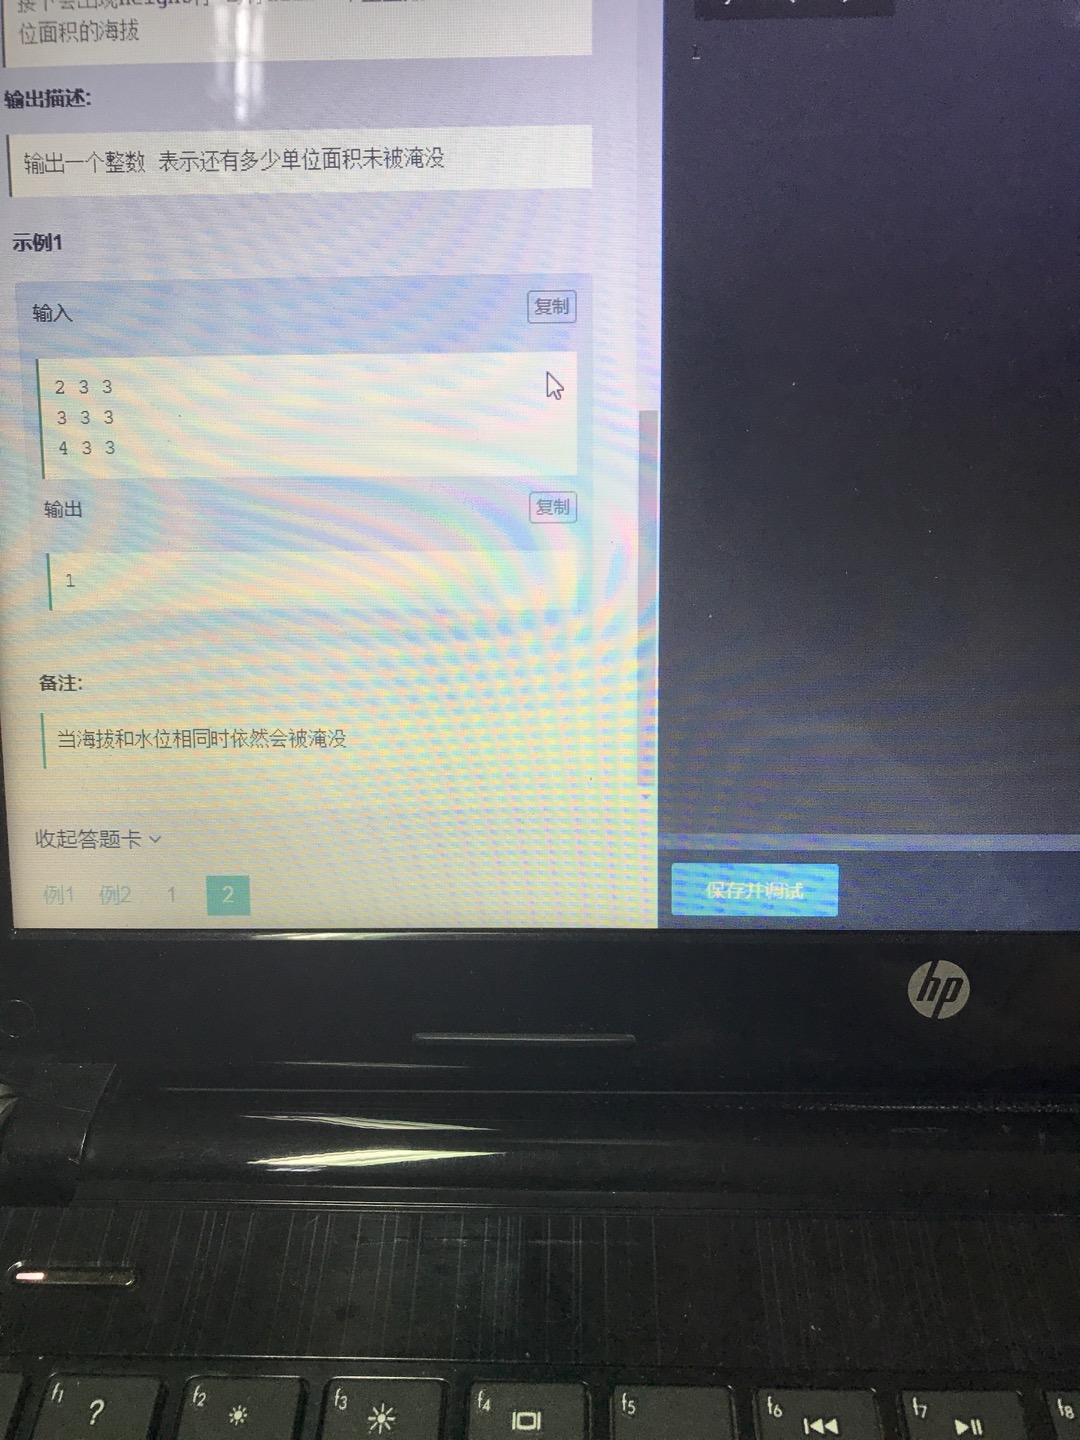 位面积的海拔
输出描述:
输出一个整数 表示还有多少单位面积未被淹没
示例1
输入
复制
2 3 3
3 3 3
4 3 3
输出
复制
1
备注:
当海拔和水位相同时依然会被淹没
收起答题卡
例1 例2 1 2
1
保存并调试
hp
f1 ?
f2
f3
f4
f5
f6
f7
f8